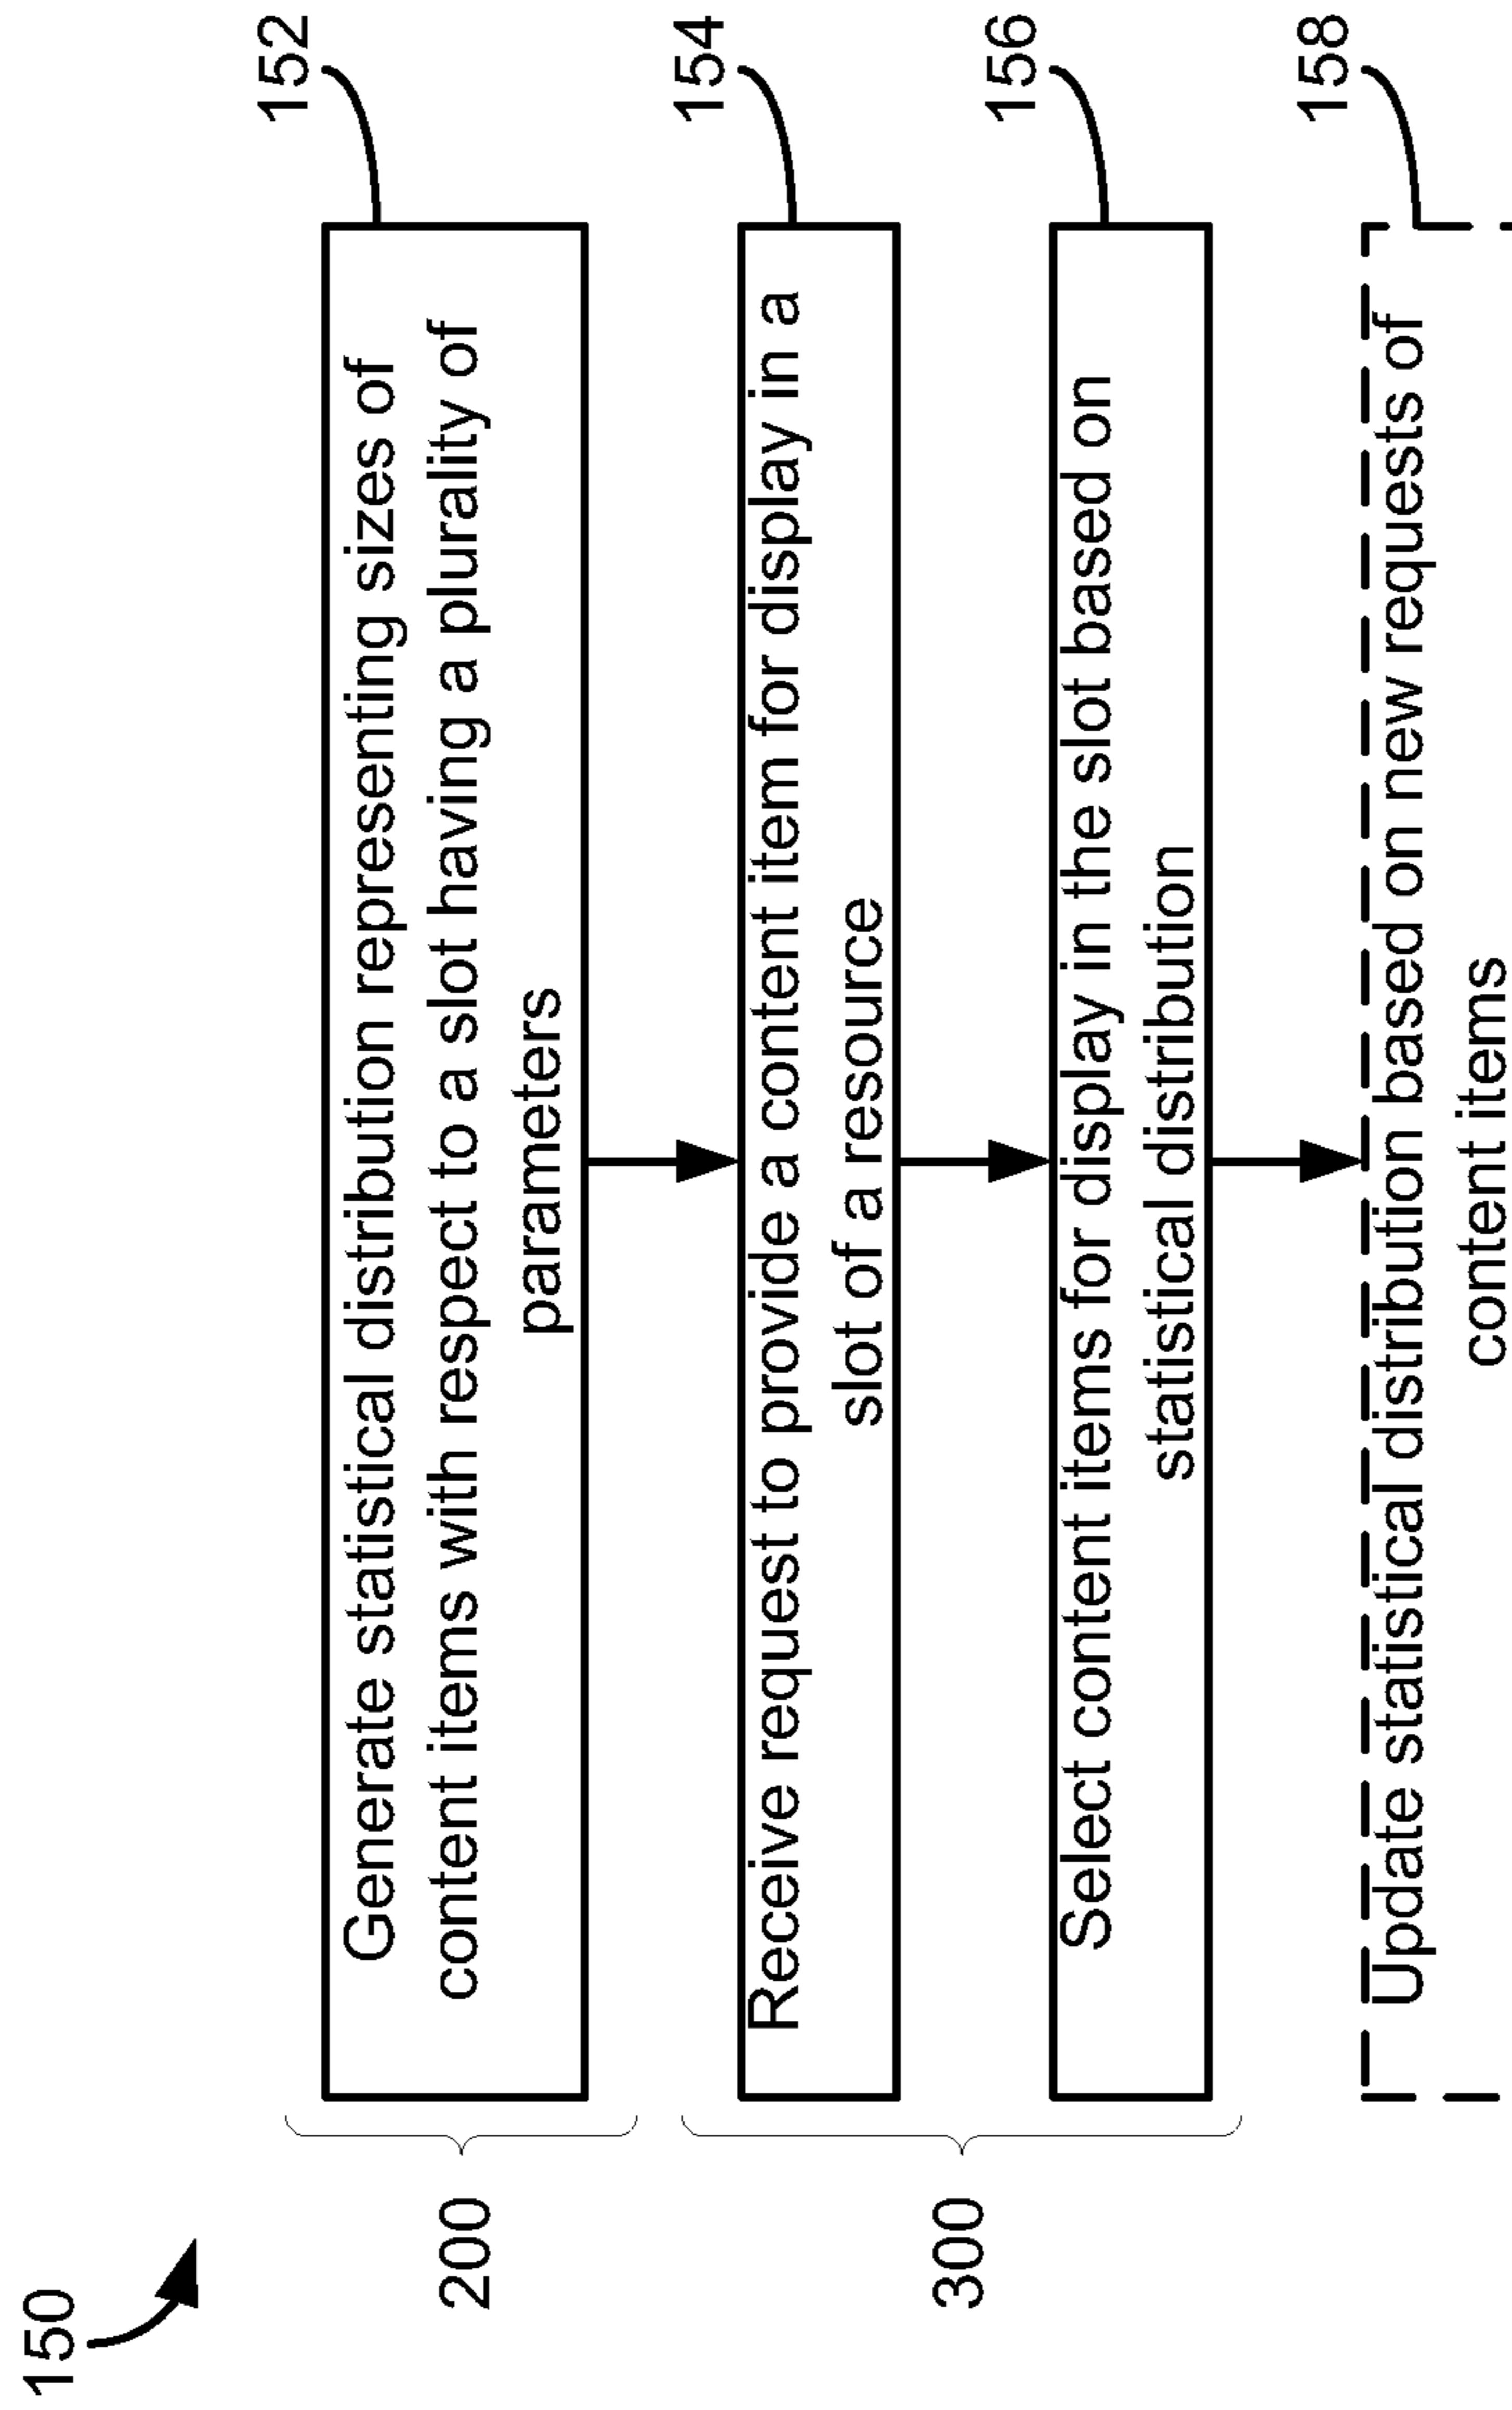 150
200
Generate statistical distribution representing sizes of
content items with respect to a slot having a plurality of
parameters
152
300
Receive request to provide a content item for display in a
slot of a resource
154
Select content items for display in the slot based on
statistical distribution
156
Update statistical distribution based on new requests of
content items
158